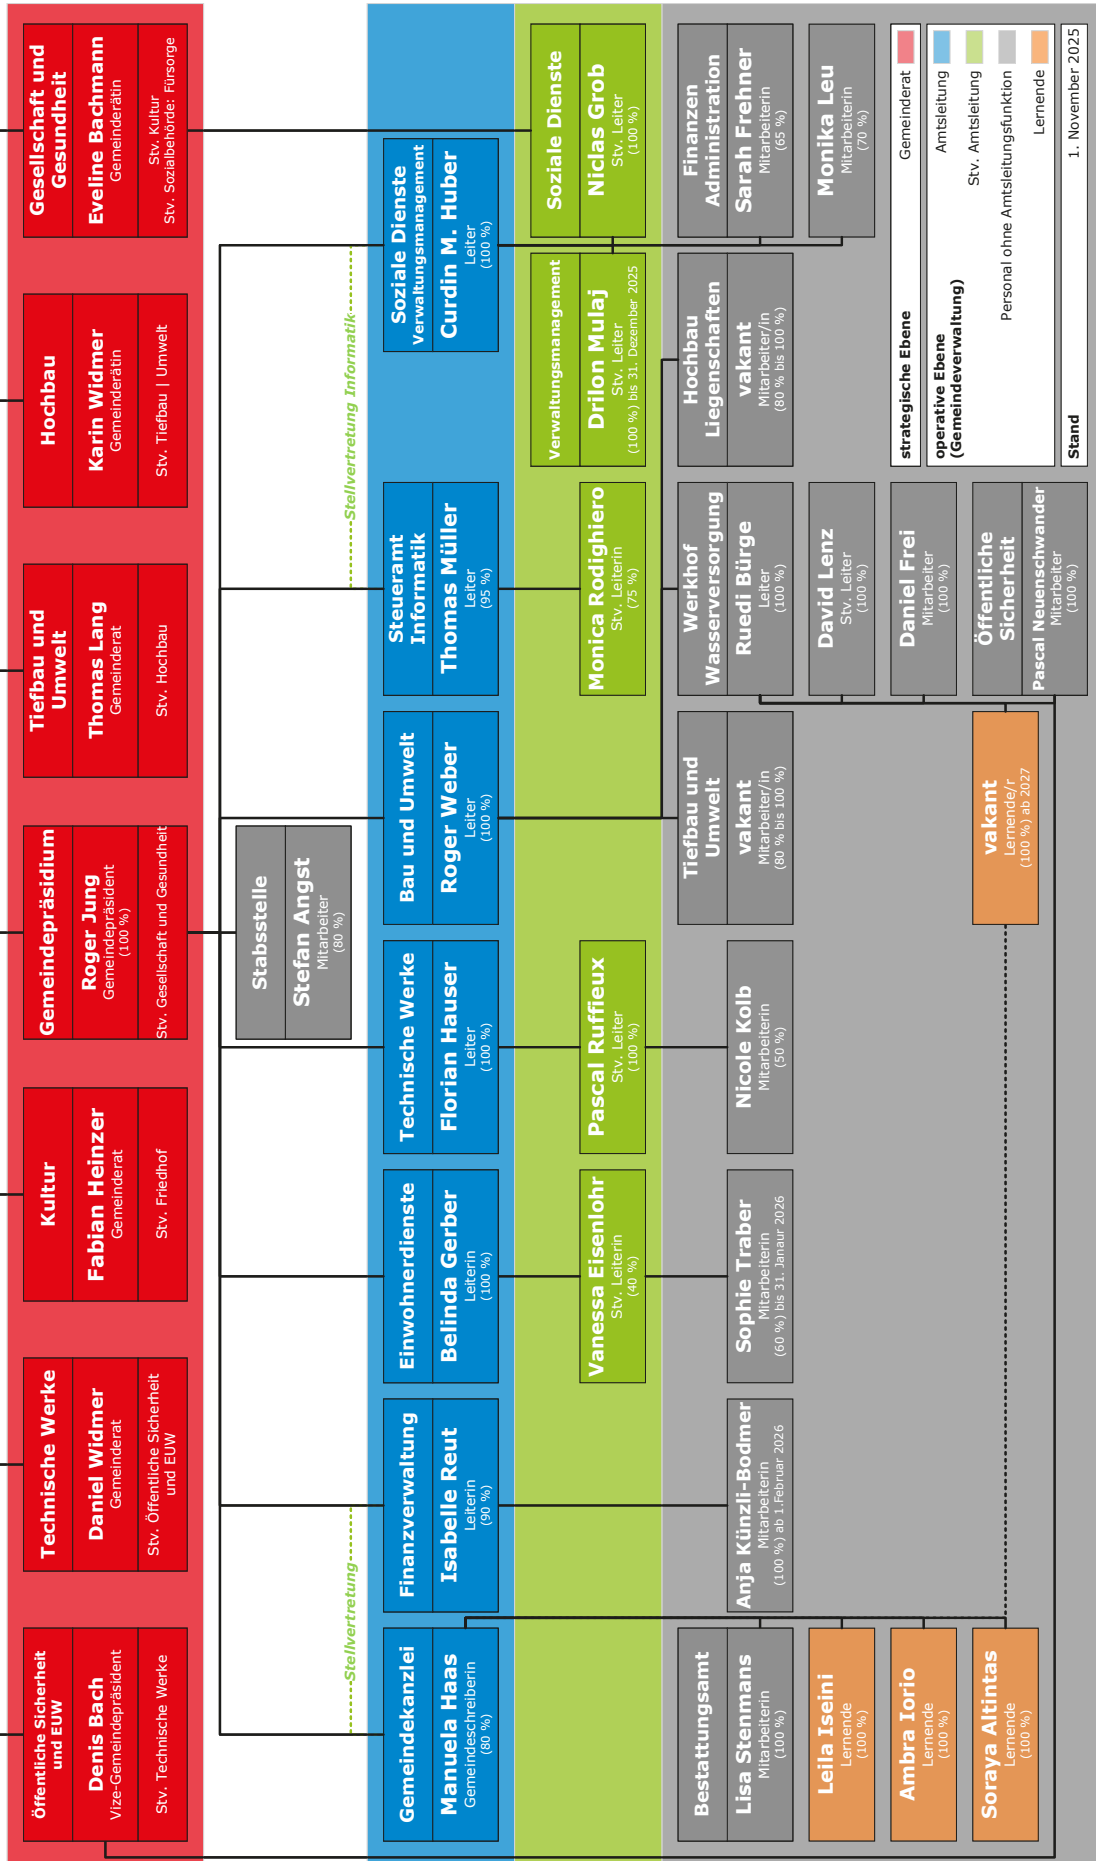 Öffentliche Sicherheit
und EUW
Denis Bach
Vize-Gemeindepräsident
Stv. Technische Werke
Technische Werke
Daniel Widmer
Gemeinderat
Stv. Öffentliche Sicherheit
und EUW
Kultur
Fabian Heinzer
Gemeinderat
Stv. Friedhof
Gemeindepräsidium
Roger Jung
Gemeindepräsident
(100 %)
Stv. Gesellschaft und Gesundheit
Tiefbau und
Umwelt
Thomas Lang
Gemeinderat
Stv. Hochbau
Hochbau
Karin Widmer
Gemeinderätin
Stv. Tiefbau | Umwelt
Gesellschaft und
Gesundheit
Eveline Bachmann
Gemeinderätin
Stv. Kultur
Stv. Sozialbehörde: Fürsorge
Stabsstelle
Stefan Angst
Mitarbeiter
(80 %)
Stellvertretung
Stellvertretung Informatik
Gemeindekanzlei
Manuela Haas
Gemeindeschreiberin
(80 %)
Finanzverwaltung
Isabelle Reut
Leiterin
(90 %)
Einwohnerdienste
Belinda Gerber
Leiterin
(100 %)
Technische Werke
Florian Hauser
Leiter
(100 %)
Bau und Umwelt
Roger Weber
Leiter
(100 %)
Steueramt
Informatik
Thomas Müller
Leiter
(95 %)
Soziale Dienste
Verwaltungsmanagement
Curdin M. Huber
Leiter
(100 %)
Vanessa Eisenlohr
Stv. Leiterin
(40 %)
Pascal Ruffieux
Stv. Leiter
(100 %)
Monica Rodighiero
Stv. Leiterin
(75 %)
Verwaltungsmanagement
Drilon Mulaj
Stv. Leiter
(100 %) bis 31. Dezember 2025
Soziale Dienste
Niclas Grob
Stv. Leiter
(100 %)
Bestattungsamt
Lisa Stenmans
Mitarbeiterin
(100 %)
Anja Künzli-Bodmer
Mitarbeiterin
(100 %) ab 1.Februar 2026
Sophie Traber
Mitarbeiterin
(60 %) bis 31. Janaur 2026
Nicole Kolb
Mitarbeiterin
(50 %)
Tiefbau und
Umwelt
vakant
Mitarbeiter/in
(80 % bis 100 %)
Werkhof
Wasserversorgung
Ruedi Bürge
Leiter
(100 %)
Hochbau
Liegenschaften
vakant
Mitarbeiter/in
(80 % bis 100 %)
Finanzen
Administration
Sarah Frehner
Mitarbeiterin
(65 %)
Leila Iseini
Lernende
(100 %)
David Lenz
Stv. Leiter
(100 %)
Monika Leu
Mitarbeiterin
(70 %)
Ambra Iorio
Lernende
(100 %)
Daniel Frei
Mitarbeiter
(100 %)
Soraya Altintas
Lernende
(100 %)
vakant
Lernende/r
(100 %) ab 2027
Öffentliche
Sicherheit
Pascal Neuenschwander
Mitarbeiter
(100 %)
strategische Ebene
Gemeinderat
operative Ebene
(Gemeindeverwaltung)
Amtsleitung
Stv. Amtsleitung
Personal ohne Amtsleitungsfunktion
Lernende
Stand
1. November 2025